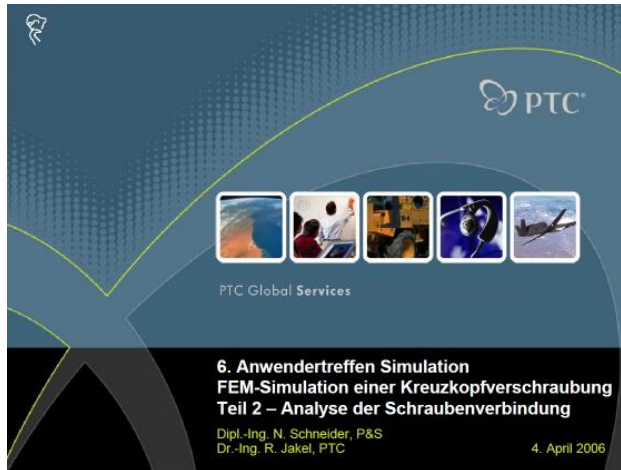 PTC®
PTC Global Services
6. Anwendertreffen Simulation
FEM-Simulation einer Kreuzkopfverschraubung
Teil 2 – Analyse der Schraubenverbindung
Dipl.-Ing. N. Schneider, P&S
Dr.-Ing. R. Jakel, PTC
4. April 2006